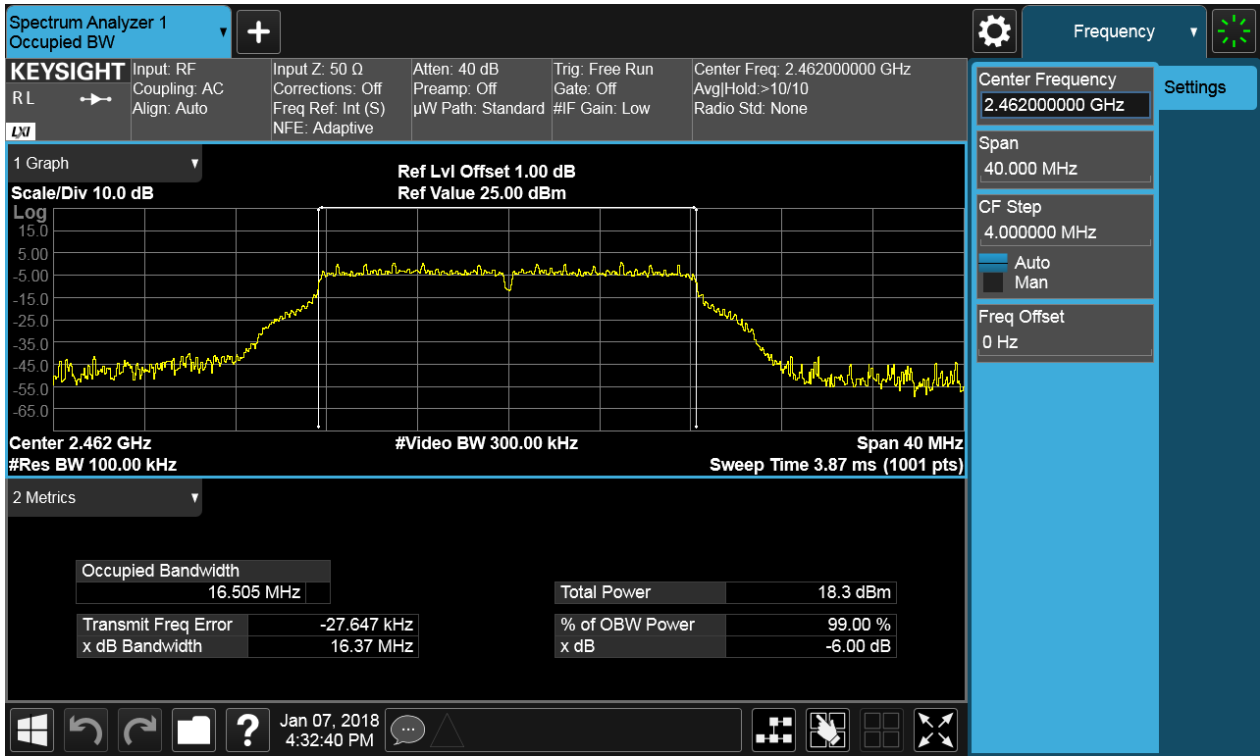 Spectrum Analyzer 1
Occupied BW
+
Frequency
KEYSIGHT
RL
LXI
Input: RF
Coupling: AC
Align: Auto
Input Z: 50 Ω
Corrections: Off
Freq Ref: Int (S)
NFE: Adaptive
Atten: 40 dB
Preamp: Off
µW Path: Standard
Trig: Free Run
Gate: Off
#IF Gain: Low
Center Freq: 2.462000000 GHz
Avg|Hold:>10/10
Radio Std: None
Center Frequency
2.462000000 GHz
Settings
Span
40.000 MHz
CF Step
4.000000 MHz
Auto
Man
Freq Offset
0 Hz
1 Graph
Ref Lvl Offset 1.00 dB
Scale/Div 10.0 dB
Ref Value 25.00 dBm
Log
15.0
5.00
-5.00
-15.0
-25.0
-35.0
-45.0
-55.0
-65.0
Center 2.462 GHz
#Video BW 300.00 kHz
Span 40 MHz
#Res BW 100.00 kHz
Sweep Time 3.87 ms (1001 pts)
2 Metrics
Occupied Bandwidth
16.505 MHz
Total Power 18.3 dBm
Transmit Freq Error -27.647 kHz
% of OBW Power 99.00 %
x dB Bandwidth 16.37 MHz
x dB -6.00 dB
?
Jan 07, 2018
4:32:40 PM